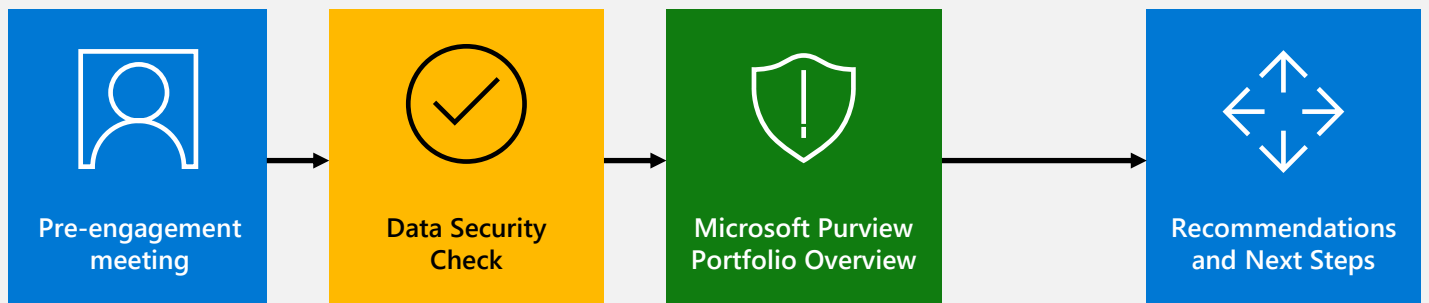 Pre-engagement
meeting
Data Security
Check
Microsoft Purview
Portfolio Overview
Recommendations
and Next Steps